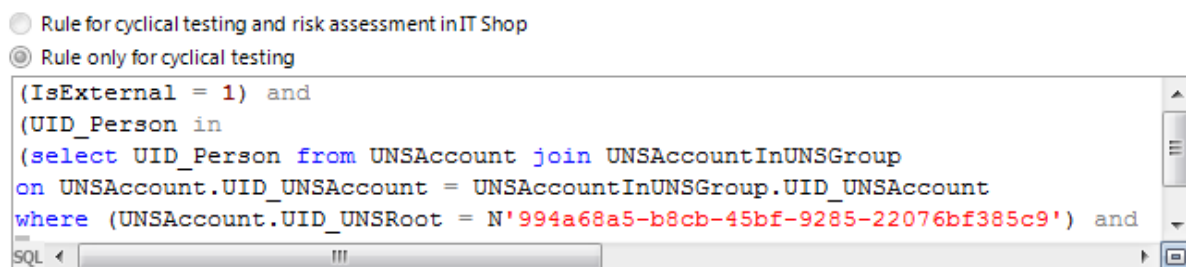 Rule for cyclical testing and risk assessment in IT Shop
Rule only for cyclical testing
(IsExternal = 1) and
(UID_Person in
(select UID_Person from UNSAccount join UNSAccountInUNSGroup
on UNSAccount.UID_UNSAccount = UNSAccountInUNSGroup.UID_UNSAccount
where (UNSAccount.UID_UNSRoot = N'994a68a5-b8cb-45bf-9285-22076bf385c9') and
SQL